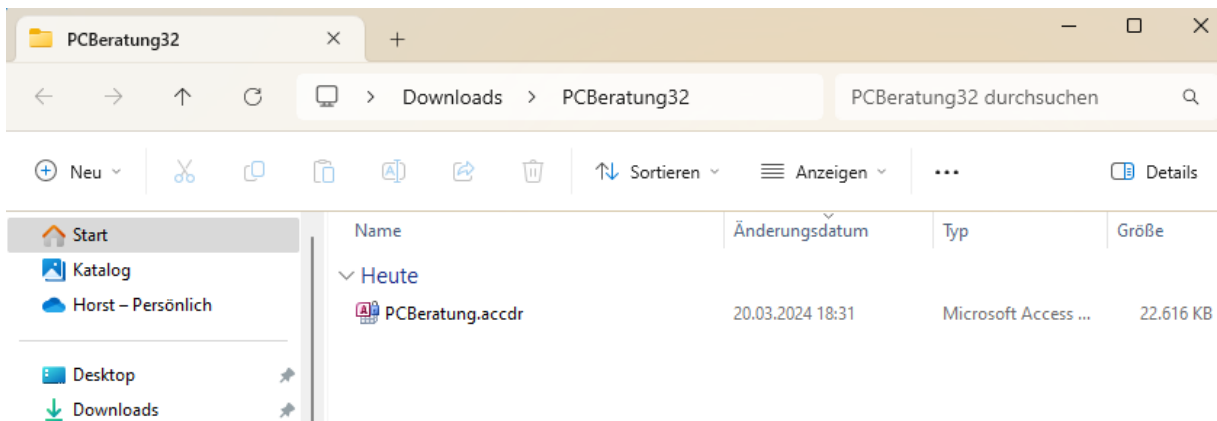 PCBeratung32
Downloads > PCBeratung32
PCBeratung32 durchsuchen
Neu
Sortieren
Anzeigen
Details
Start
Katalog
Horst – Persönlich
Desktop
Downloads
Name Änderungsdatum Typ Größe
Heute
PCBeratung.accdr 20.03.2024 18:31 Microsoft Access ... 22.616 KB